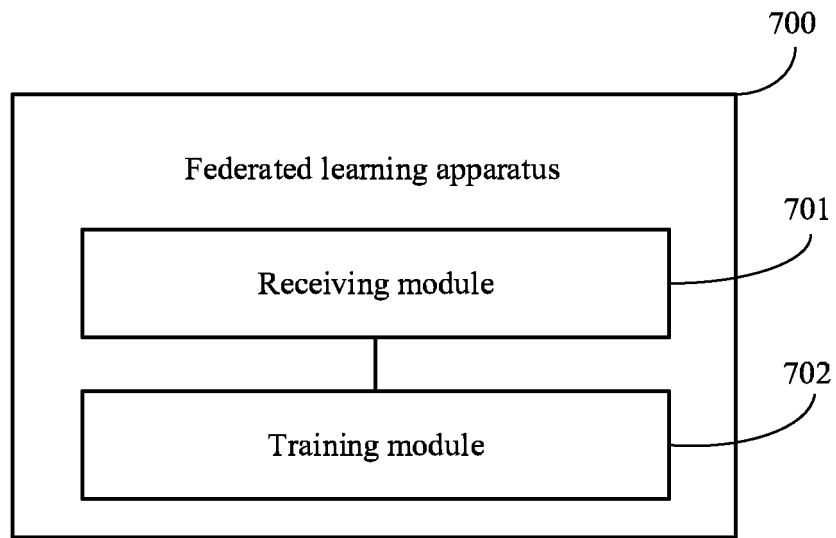 700
Federated learning apparatus
701
Receiving module
702
Training module